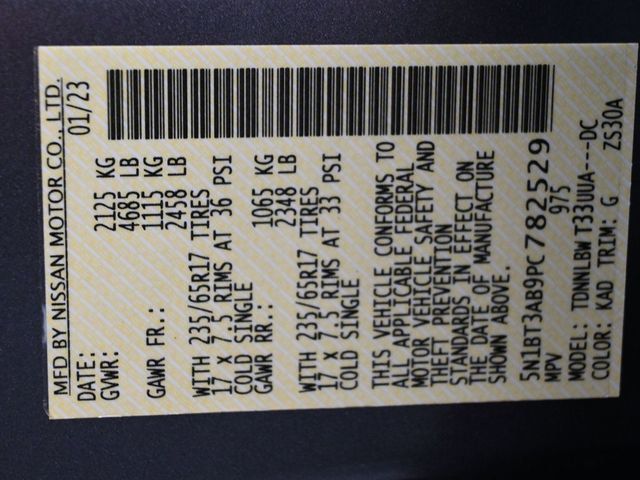 MFD BY NISSAN MOTOR CO., LTD.
DATE: 01/23
GVWR: 2125 KG
4685 LB
GAWR FR.: 1115 KG
2458 LB
WITH 235/65R17 TIRES
17 X 7.5 RIMS AT 36 PSI
COLD SINGLE
GAWR RR.: 1065 KG
2348 LB
WITH 235/65R17 TIRES
17 X 7.5 RIMS AT 33 PSI
COLD SINGLE
THIS VEHICLE CONFORMS TO
ALL APPLICABLE FEDERAL
MOTOR VEHICLE SAFETY AND
THEFT PREVENTION
STANDARDS IN EFFECT ON
THE DATE OF MANUFACTURE
SHOWN ABOVE.
5N1BT3AB9PC782529
MPV 975
MODEL: TDNNLBW T33UUA---DC
COLOR: KAD TRIM: G ZS30A